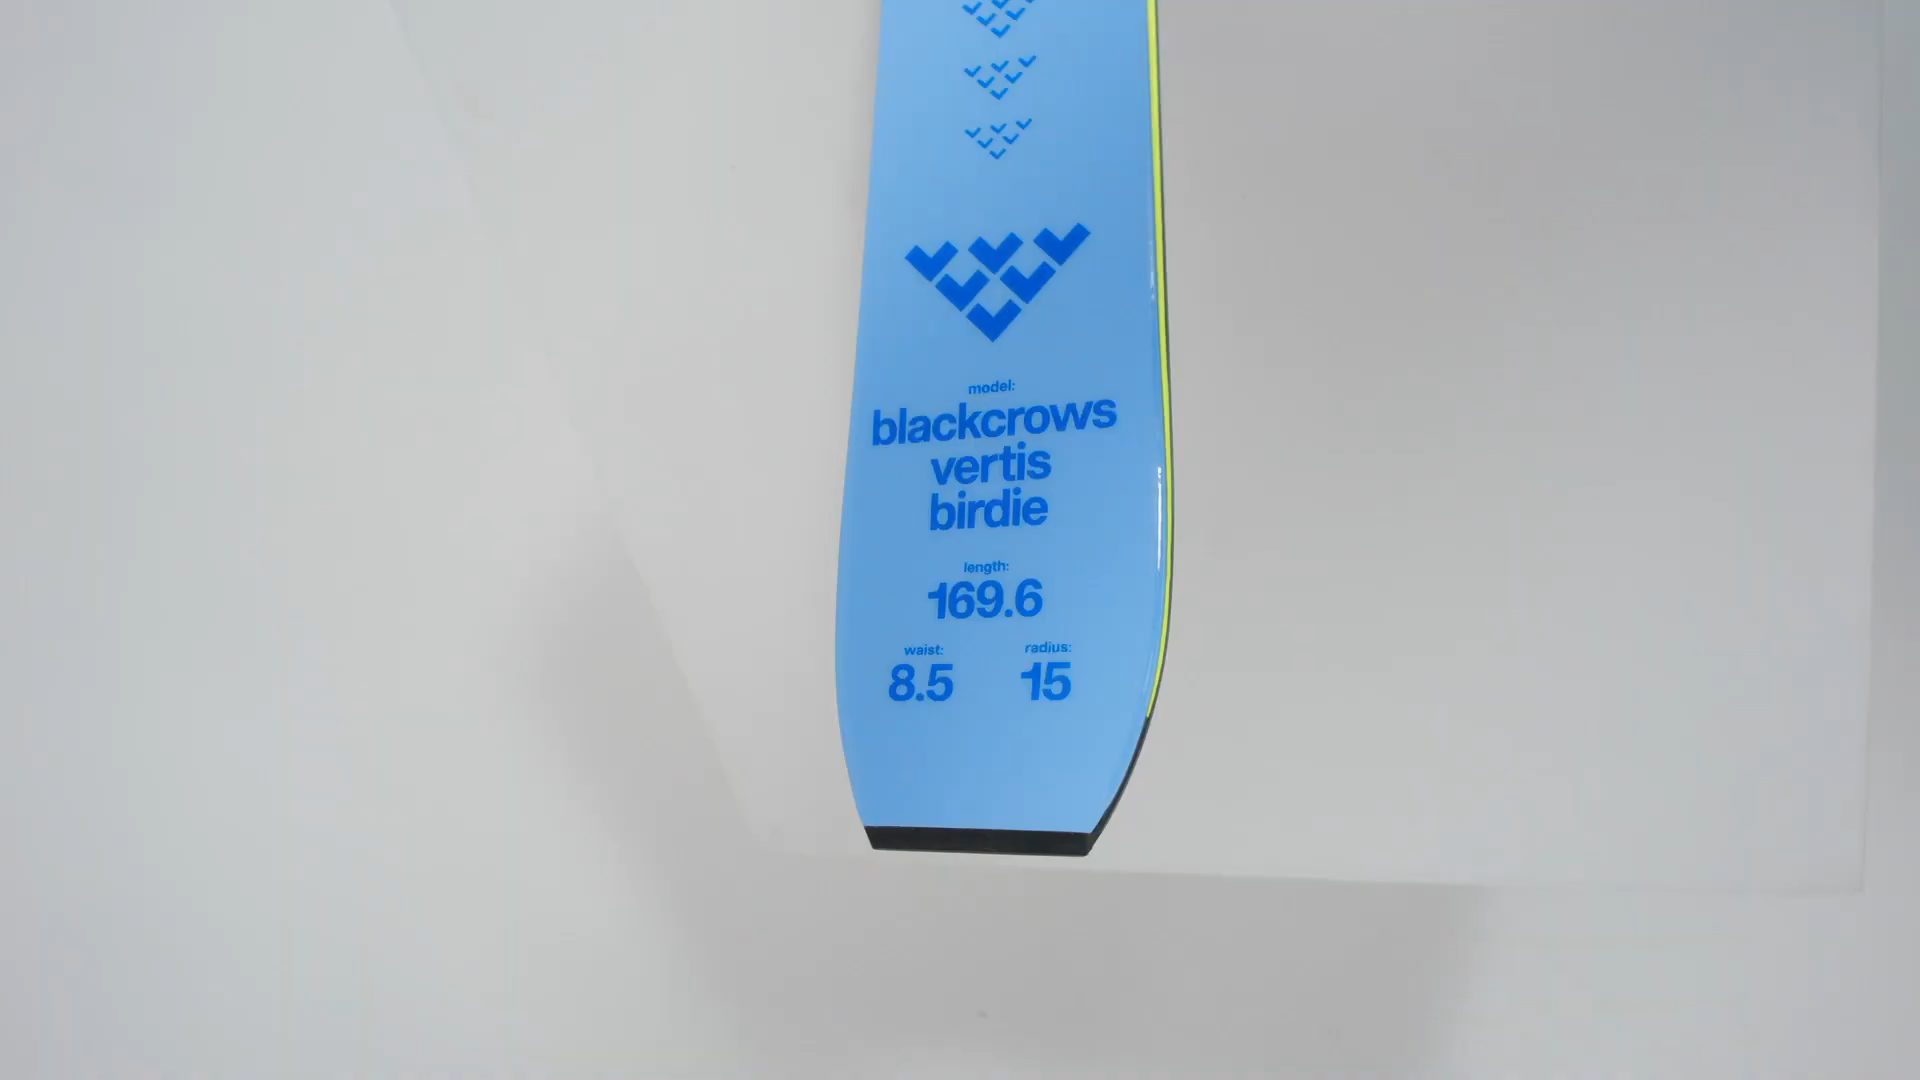 model:
blackcrows
vertis
birdie
length:
169.6
waist: radius:
8.5 15